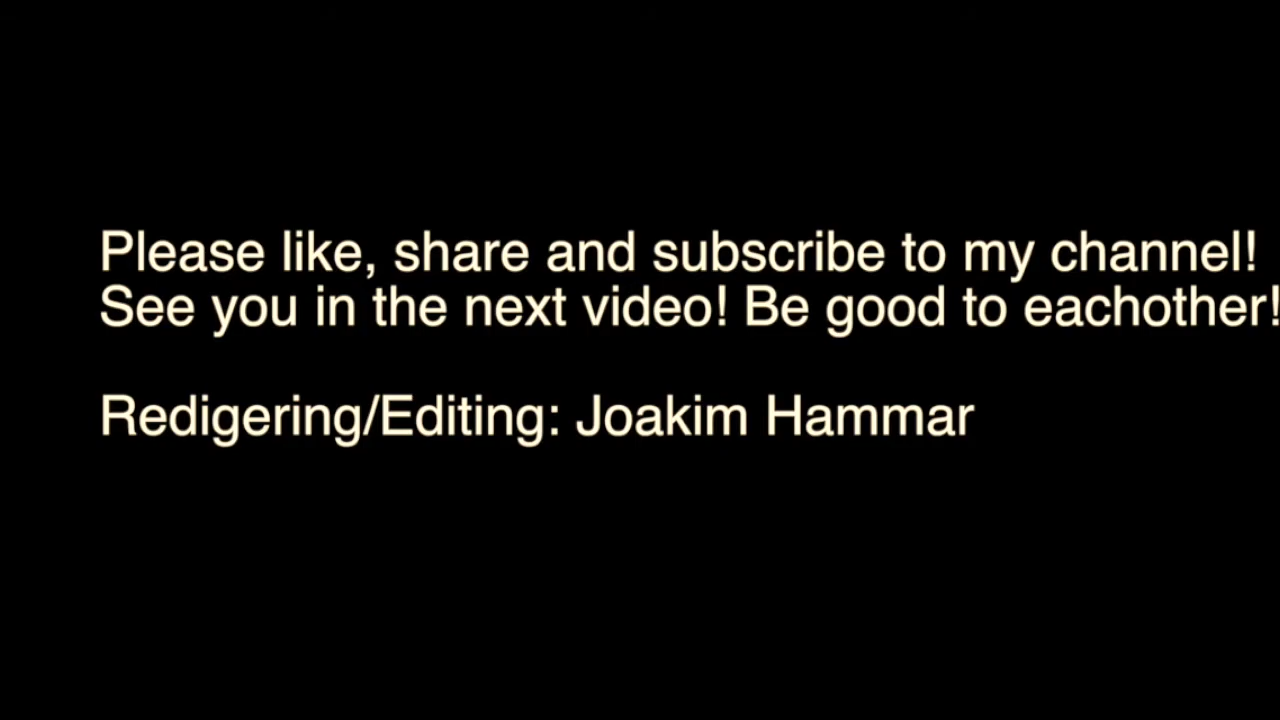 Please like, share and subscribe to my channel!
See you in the next video! Be good to eachother!
Redigering/Editing: Joakim Hammar